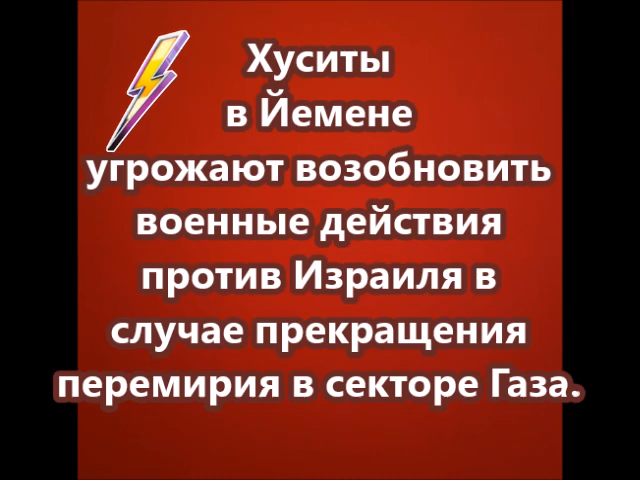 Хуситы
в Йемене
угрожают возобновить
военные действия
против Израиля в
случае прекращения
перемирия в секторе Газа.